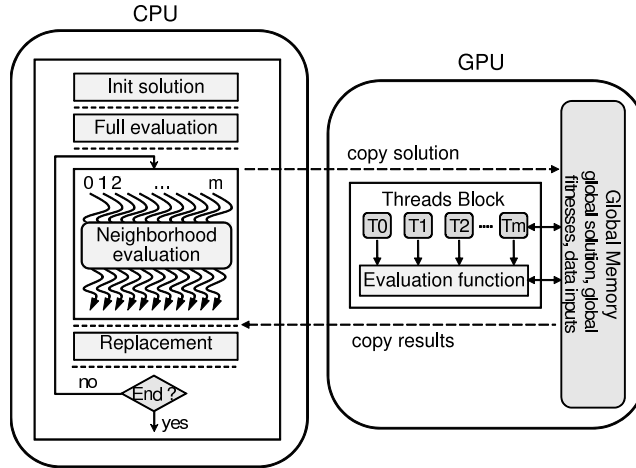 CPU
Init solution
Full evaluation
0 1 2 ... m
Neighborhood
evaluation
Replacement
no
End ?
yes
copy solution
copy results
GPU
Threads Block
T0 T1 T2 ···· Tm
Evaluation function
Global Memory
global solution, global
fitnesses, data inputs